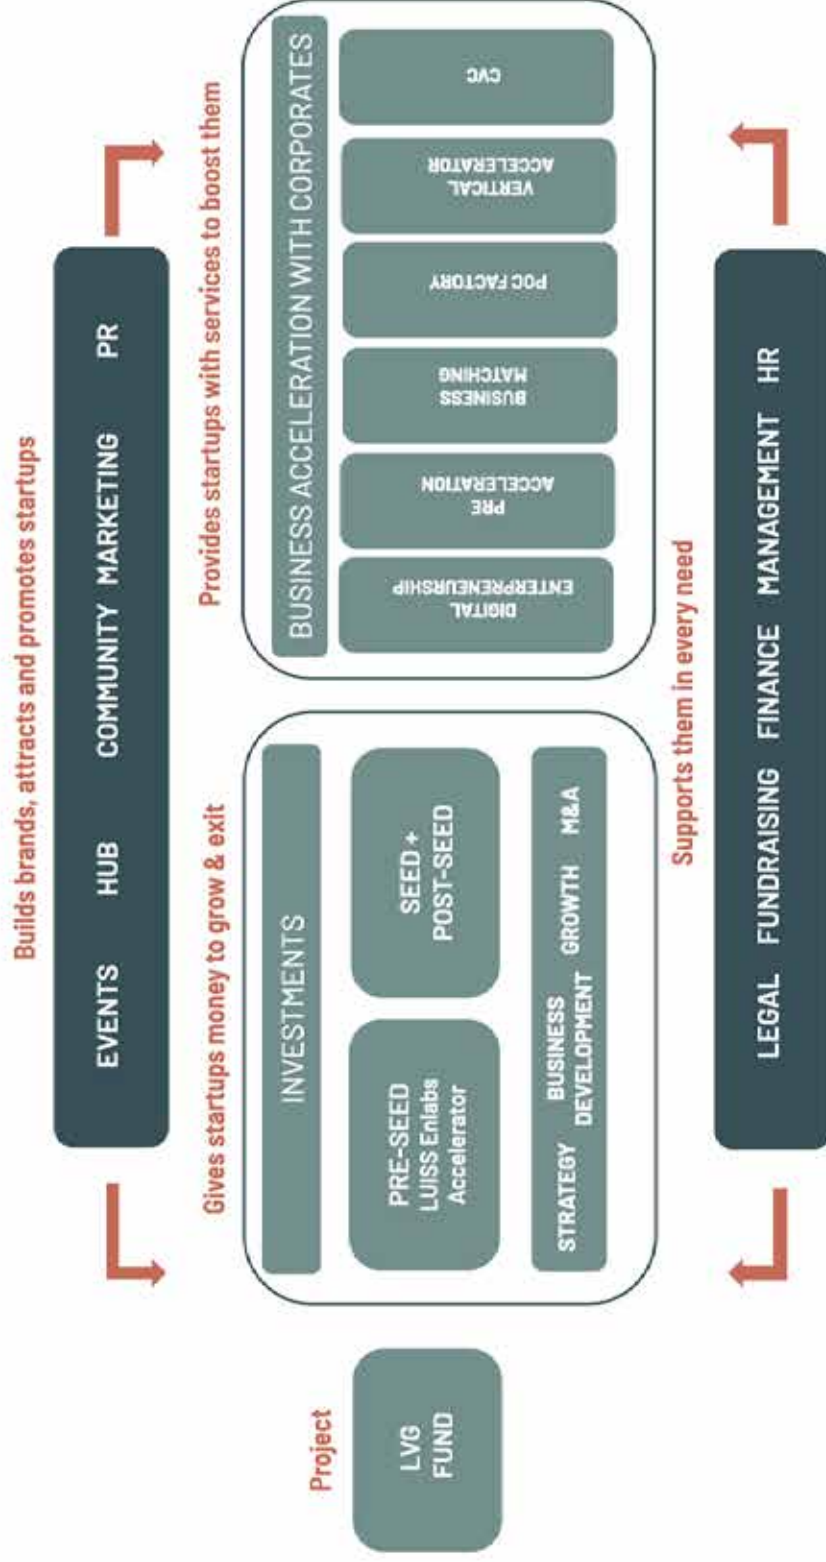 Builds brands, attracts and promotes startups
EVENTS HUB COMMUNITY MARKETING PR
Project
LVG
FUND
Gives startups money to grow & exit
INVESTMENTS
PRE-SEED
LUISS Enlabs
Accelerator
SEED +
POST-SEED
STRATEGY BUSINESS
DEVELOPMENT GROWTH M&A
Provides startups with services to boost them
BUSINESS ACCELERATION WITH CORPORATES
DIGITAL
ENTERPRENEURSHIP
PRE
ACCELERATION
BUSINESS
MATCHING
POC FACTORY
VERTICAL
ACCELERATOR
CVC
Supports them in every need
LEGAL FUNDRAISING FINANCE MANAGEMENT HR